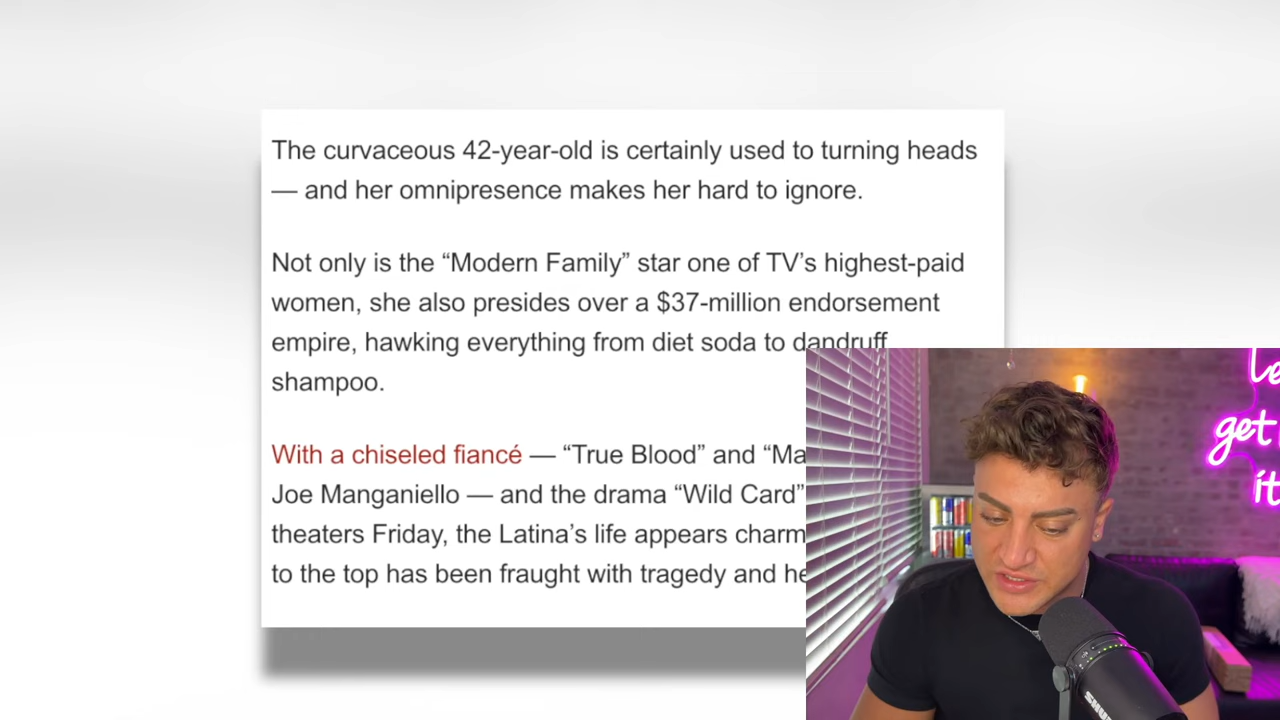 The curvaceous 42-year-old is certainly used to turning heads
— and her omnipresence makes her hard to ignore.
Not only is the “Modern Family” star one of TV’s highest-paid
women, she also presides over a $37-million endorsement
empire, hawking everything from diet soda to dandruff
shampoo.
With a chiseled fiancé — “True Blood” and “Ma
Joe Manganiello — and the drama “Wild Card”
theaters Friday, the Latina’s life appears charm
to the top has been fraught with tragedy and he
get
it